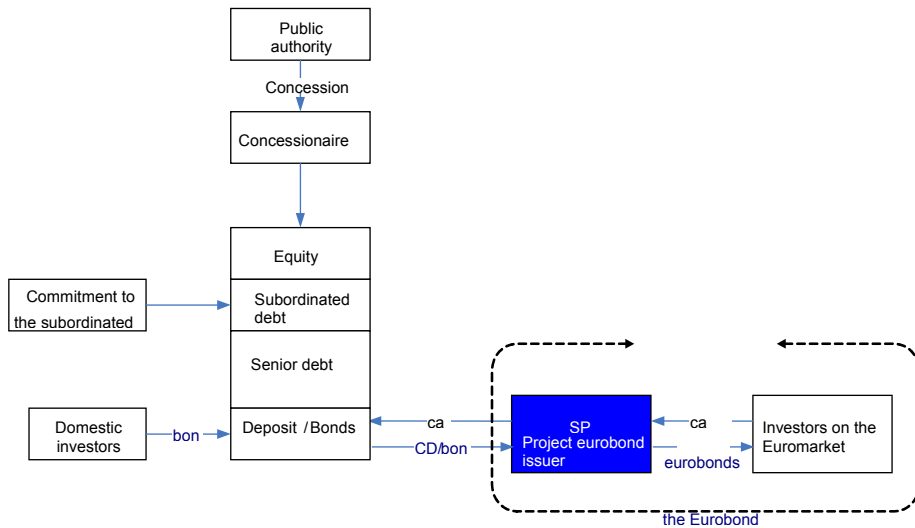 Public
authority
Concession
Concessionaire
Equity
Commitment to
the subordinated
Subordinated
debt
Senior debt
Domestic
investors
bon
Deposit / Bonds
ca
CD/bon
SP
Project eurobond
issuer
ca
eurobonds
Investors on the
Euromarket
the Eurobond